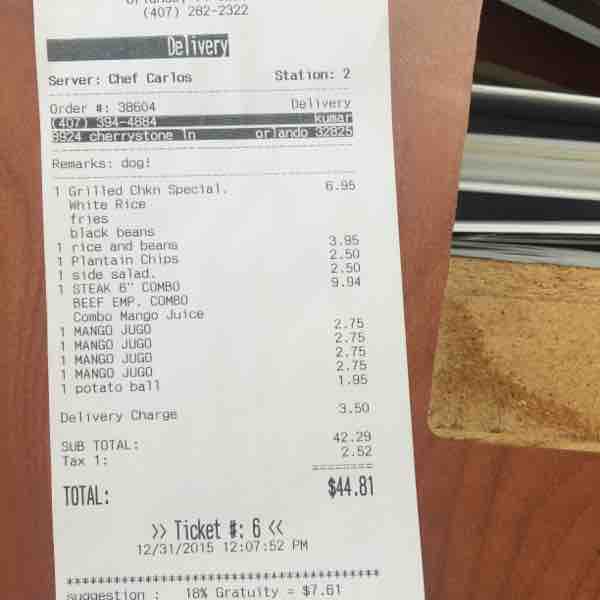 (407) 282-2322
Delivery
Server: Chef Carlos Station: 2
Order #: 38604 Delivery
(407) 394-4884 kumar
9924 cherrystone ln orlando 32825
Remarks: dog!
1 Grilled Chkn Special. 6.95
White Rice
fries
black beans
1 rice and beans 3.95
1 Plantain Chips 2.50
1 side salad. 2.50
1 STEAK 6" COMBO 9.94
BEEF EMP. COMBO
Combo Mango Juice
1 MANGO JUGO 2.75
1 MANGO JUGO 2.75
1 MANGO JUGO 2.75
1 MANGO JUGO 2.75
1 potato ball 1.95
Delivery Charge 3.50
SUB TOTAL: 42.29
Tax 1: 2.52
========
TOTAL: $44.81
>> Ticket #: 6 <<
12/31/2015 12:07:52 PM
****************************************
suggestion : 18% Gratuity = $7.61